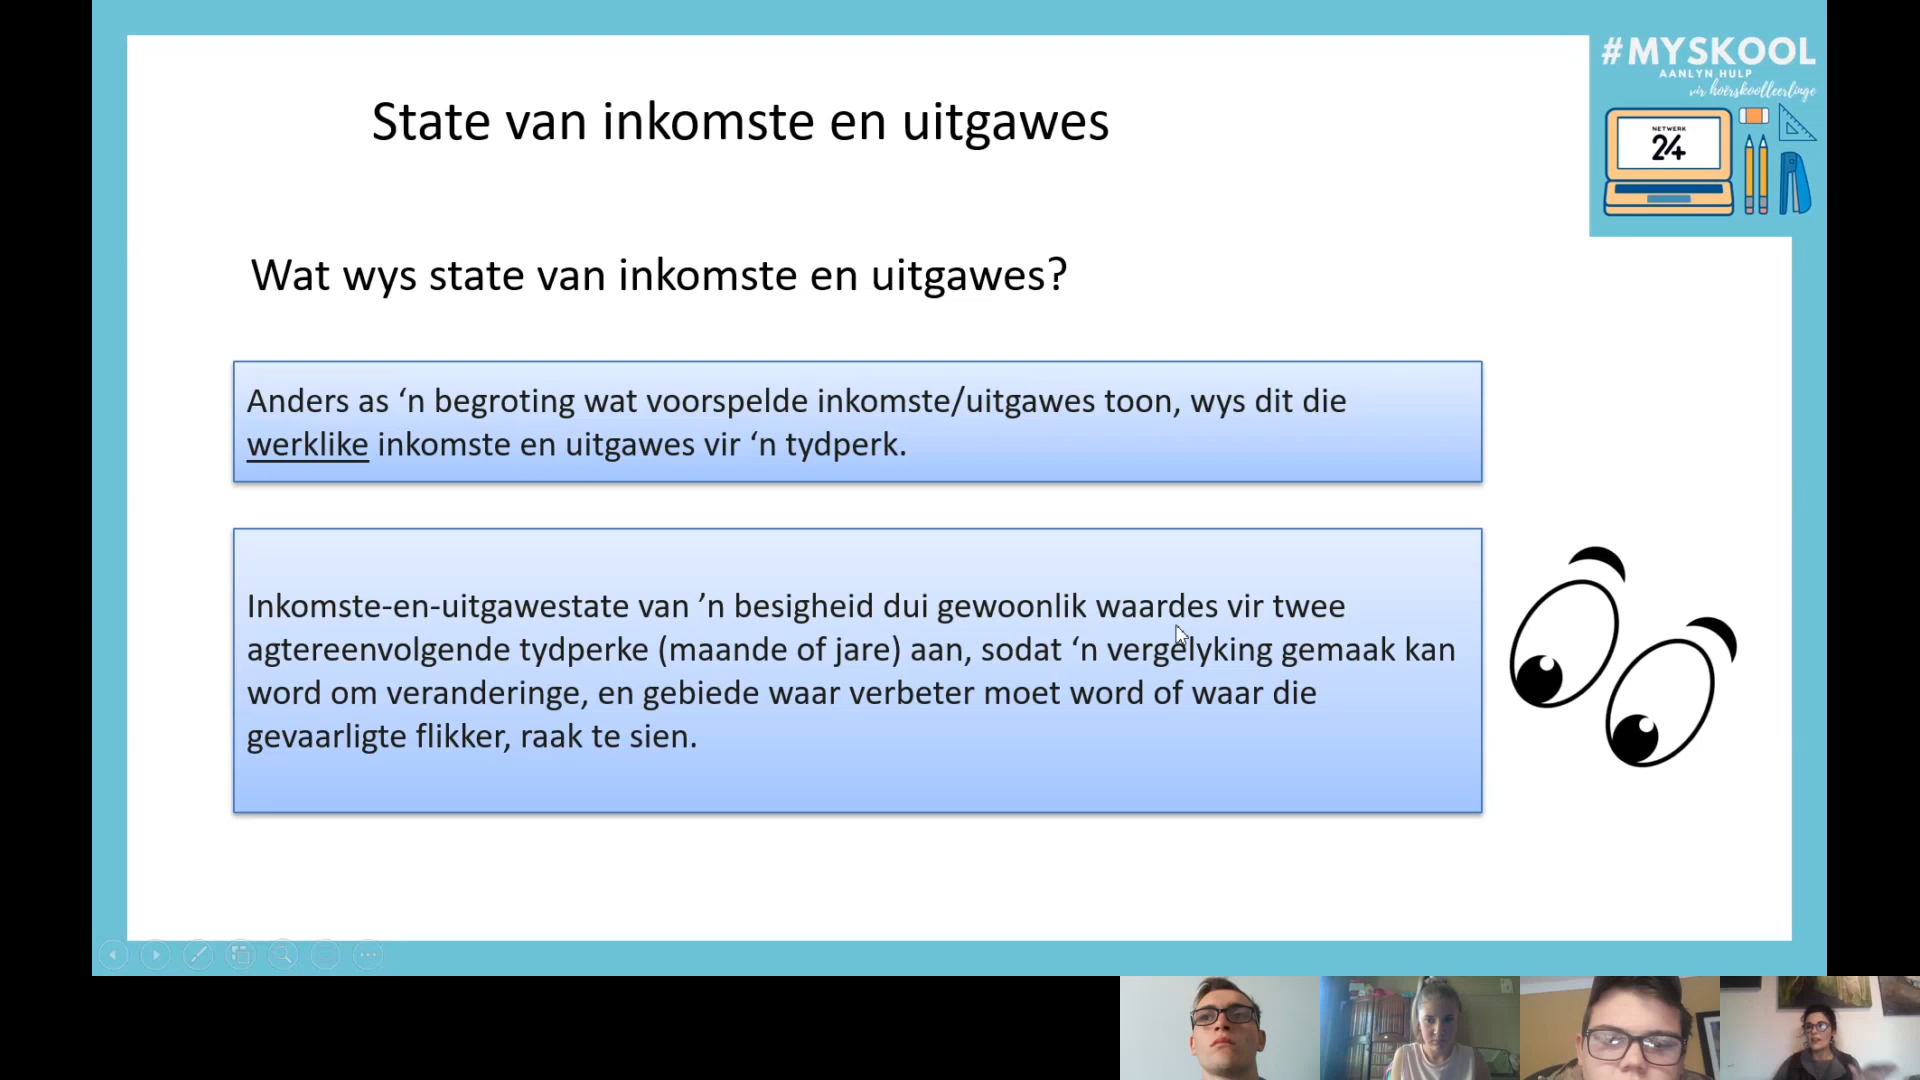 #MYSKOOL
AANLYN HULP
vir hoërskoolleerlinge
NETWERK
24
State van inkomste en uitgawes
Wat wys state van inkomste en uitgawes?
Anders as ‘n begroting wat voorspelde inkomste/uitgawes toon, wys dit die
werklike inkomste en uitgawes vir ‘n tydperk.
Inkomste-en-uitgawestate van ’n besigheid dui gewoonlik waardes vir twee
agtereenvolgende tydperke (maande of jare) aan, sodat ‘n vergelyking gemaak kan
word om veranderinge, en gebiede waar verbeter moet word of waar die
gevaarligte flikker, raak te sien.